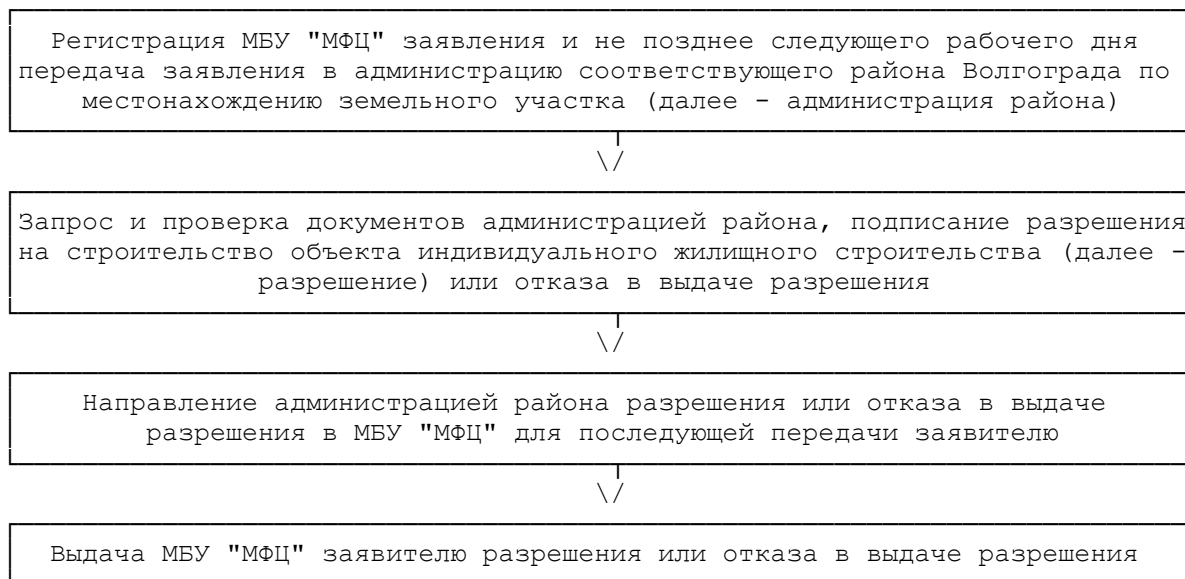 Регистрация МБУ "МФЦ" заявления и не позднее следующего рабочего дня
передача заявления в администрацию соответствующего района Волгограда по
местонахождению земельного участка (далее - администрация района)
\/
Запрос и проверка документов администрацией района, подписание разрешения
на строительство объекта индивидуального жилищного строительства (далее -
разрешение) или отказа в выдаче разрешения
\/
Направление администрацией района разрешения или отказа в выдаче
разрешения в МБУ "МФЦ" для последующей передачи заявителю
\/
Выдача МБУ "МФЦ" заявителю разрешения или отказа в выдаче разрешения